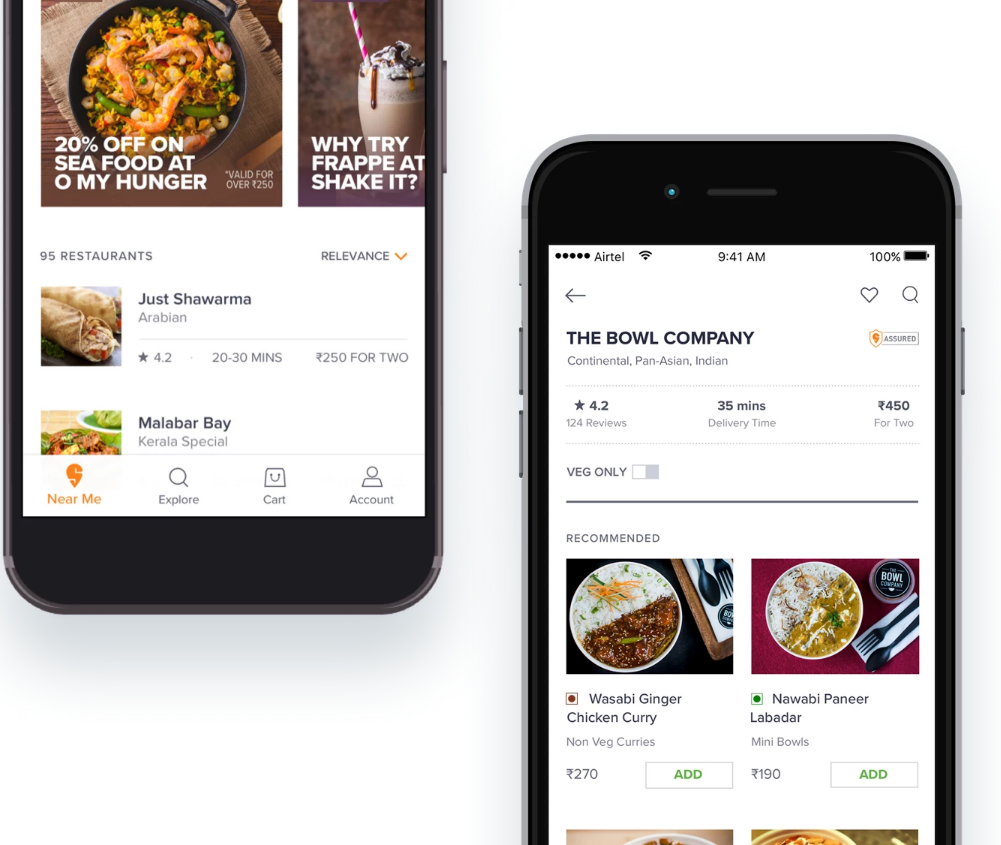 20% OFF ON
SEA FOOD AT
O MY HUNGER
*VALID FOR
OVER ₹250
WHY TRY
FRAPPE AT
SHAKE IT?
95 RESTAURANTS
RELEVANCE
Just Shawarma
Arabian
★ 4.2 · 20-30 MINS ₹250 FOR TWO
Malabar Bay
Kerala Special
Near Me
Explore
Cart
Account
Airtel 9:41 AM 100%
THE BOWL COMPANY
ASSURED
Continental, Pan-Asian, Indian
★ 4.2 35 mins ₹450
124 Reviews Delivery Time For Two
VEG ONLY
RECOMMENDED
THE
BOWL
COMPANY
Wasabi Ginger
Chicken Curry
Non Veg Curries
₹270 ADD
Nawabi Paneer
Labadar
Mini Bowls
₹190 ADD